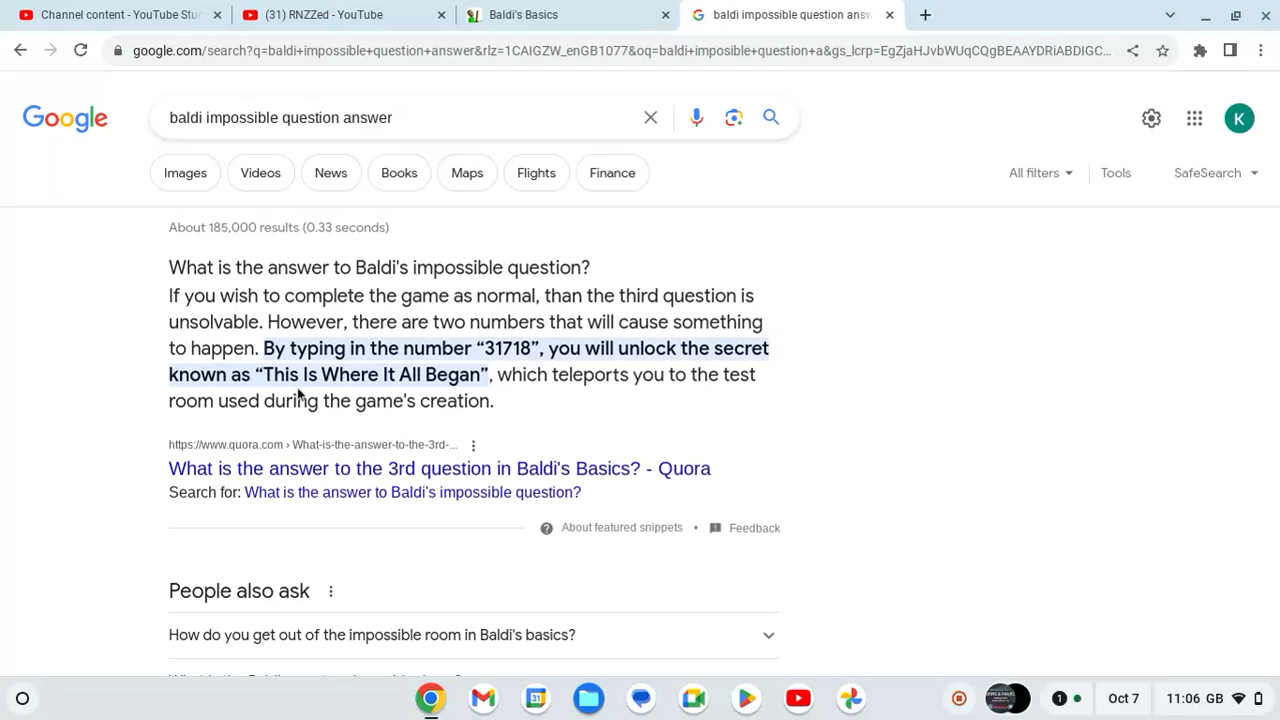 Channel content - YouTube Stu
(31) RNZZed - YouTube
Baldi's Basics
baldi impossible question answ
google.com/search?q=baldi+impossible+question+answer&rlz=1CAIGZW_enGB1077&oq=baldi+imposible+question+a&gs_lcrp=EgZjaHJvbWUqCQgBEAAYDRiABDIGC...
Google
baldi impossible question answer
K
Images
Videos
News
Books
Maps
Flights
Finance
All filters
Tools
SafeSearch
About 185,000 results (0.33 seconds)
What is the answer to Baldi's impossible question?
If you wish to complete the game as normal, than the third question is
unsolvable. However, there are two numbers that will cause something
to happen. By typing in the number “31718”, you will unlock the secret
known as “This Is Where It All Began”, which teleports you to the test
room used during the game's creation.
https://www.quora.com › What-is-the-answer-to-the-3rd-...
What is the answer to the 3rd question in Baldi's Basics? - Quora
Search for: What is the answer to Baldi's impossible question?
About featured snippets • Feedback
People also ask
How do you get out of the impossible room in Baldi's basics?
31
1
Oct 7
11:06 GB